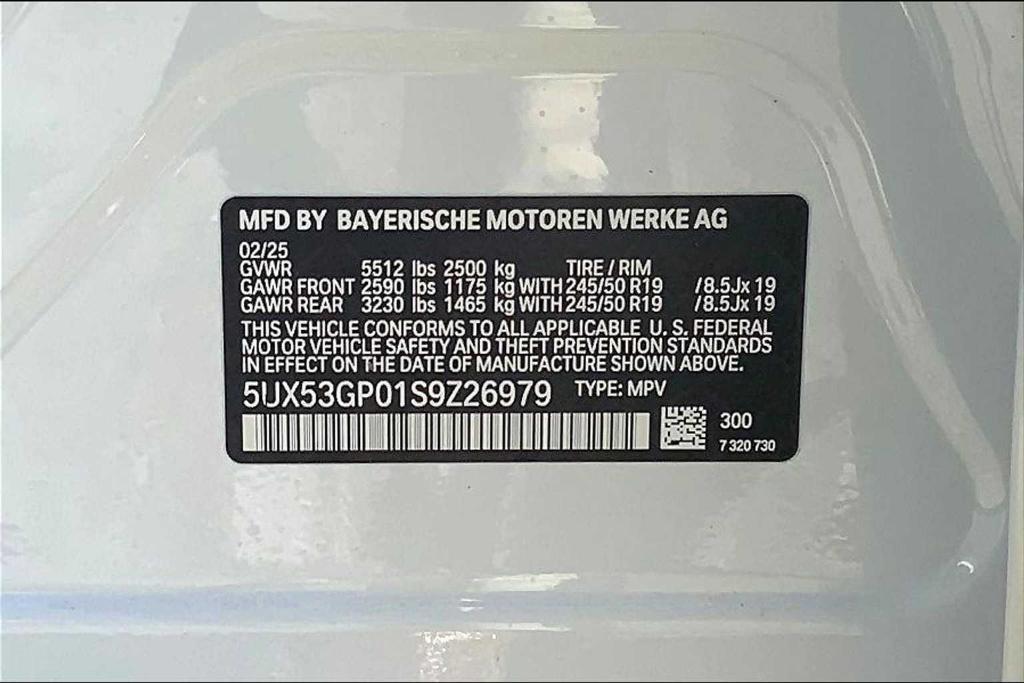 MFD BY BAYERISCHE MOTOREN WERKE AG
02/25
GVWR 5512 lbs 2500 kg TIRE / RIM
GAWR FRONT 2590 lbs 1175 kg WITH 245/50 R19 /8.5Jx 19
GAWR REAR 3230 lbs 1465 kg WITH 245/50 R19 /8.5Jx 19
THIS VEHICLE CONFORMS TO ALL APPLICABLE U. S. FEDERAL
MOTOR VEHICLE SAFETY AND THEFT PREVENTION STANDARDS
IN EFFECT ON THE DATE OF MANUFACTURE SHOWN ABOVE.
5UX53GP01S9Z26979 TYPE: MPV
300
7 320 730